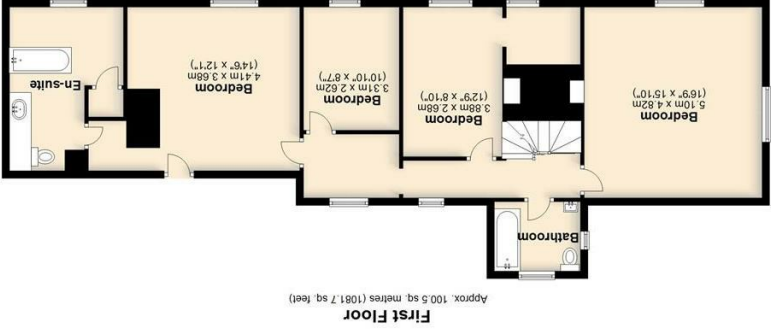 First Floor
Approx. 100.5 sq. metres (1081.7 sq. feet)
Bathroom
Bedroom
5.10m x 4.82m
(16'9" x 15'10")
Bedroom
3.88m x 2.68m
(12'9" x 8'10")
Bedroom
3.31m x 2.62m
(10'10" x 8'7")
Bedroom
4.41m x 3.68m
(14'6" x 12'1")
En-suite